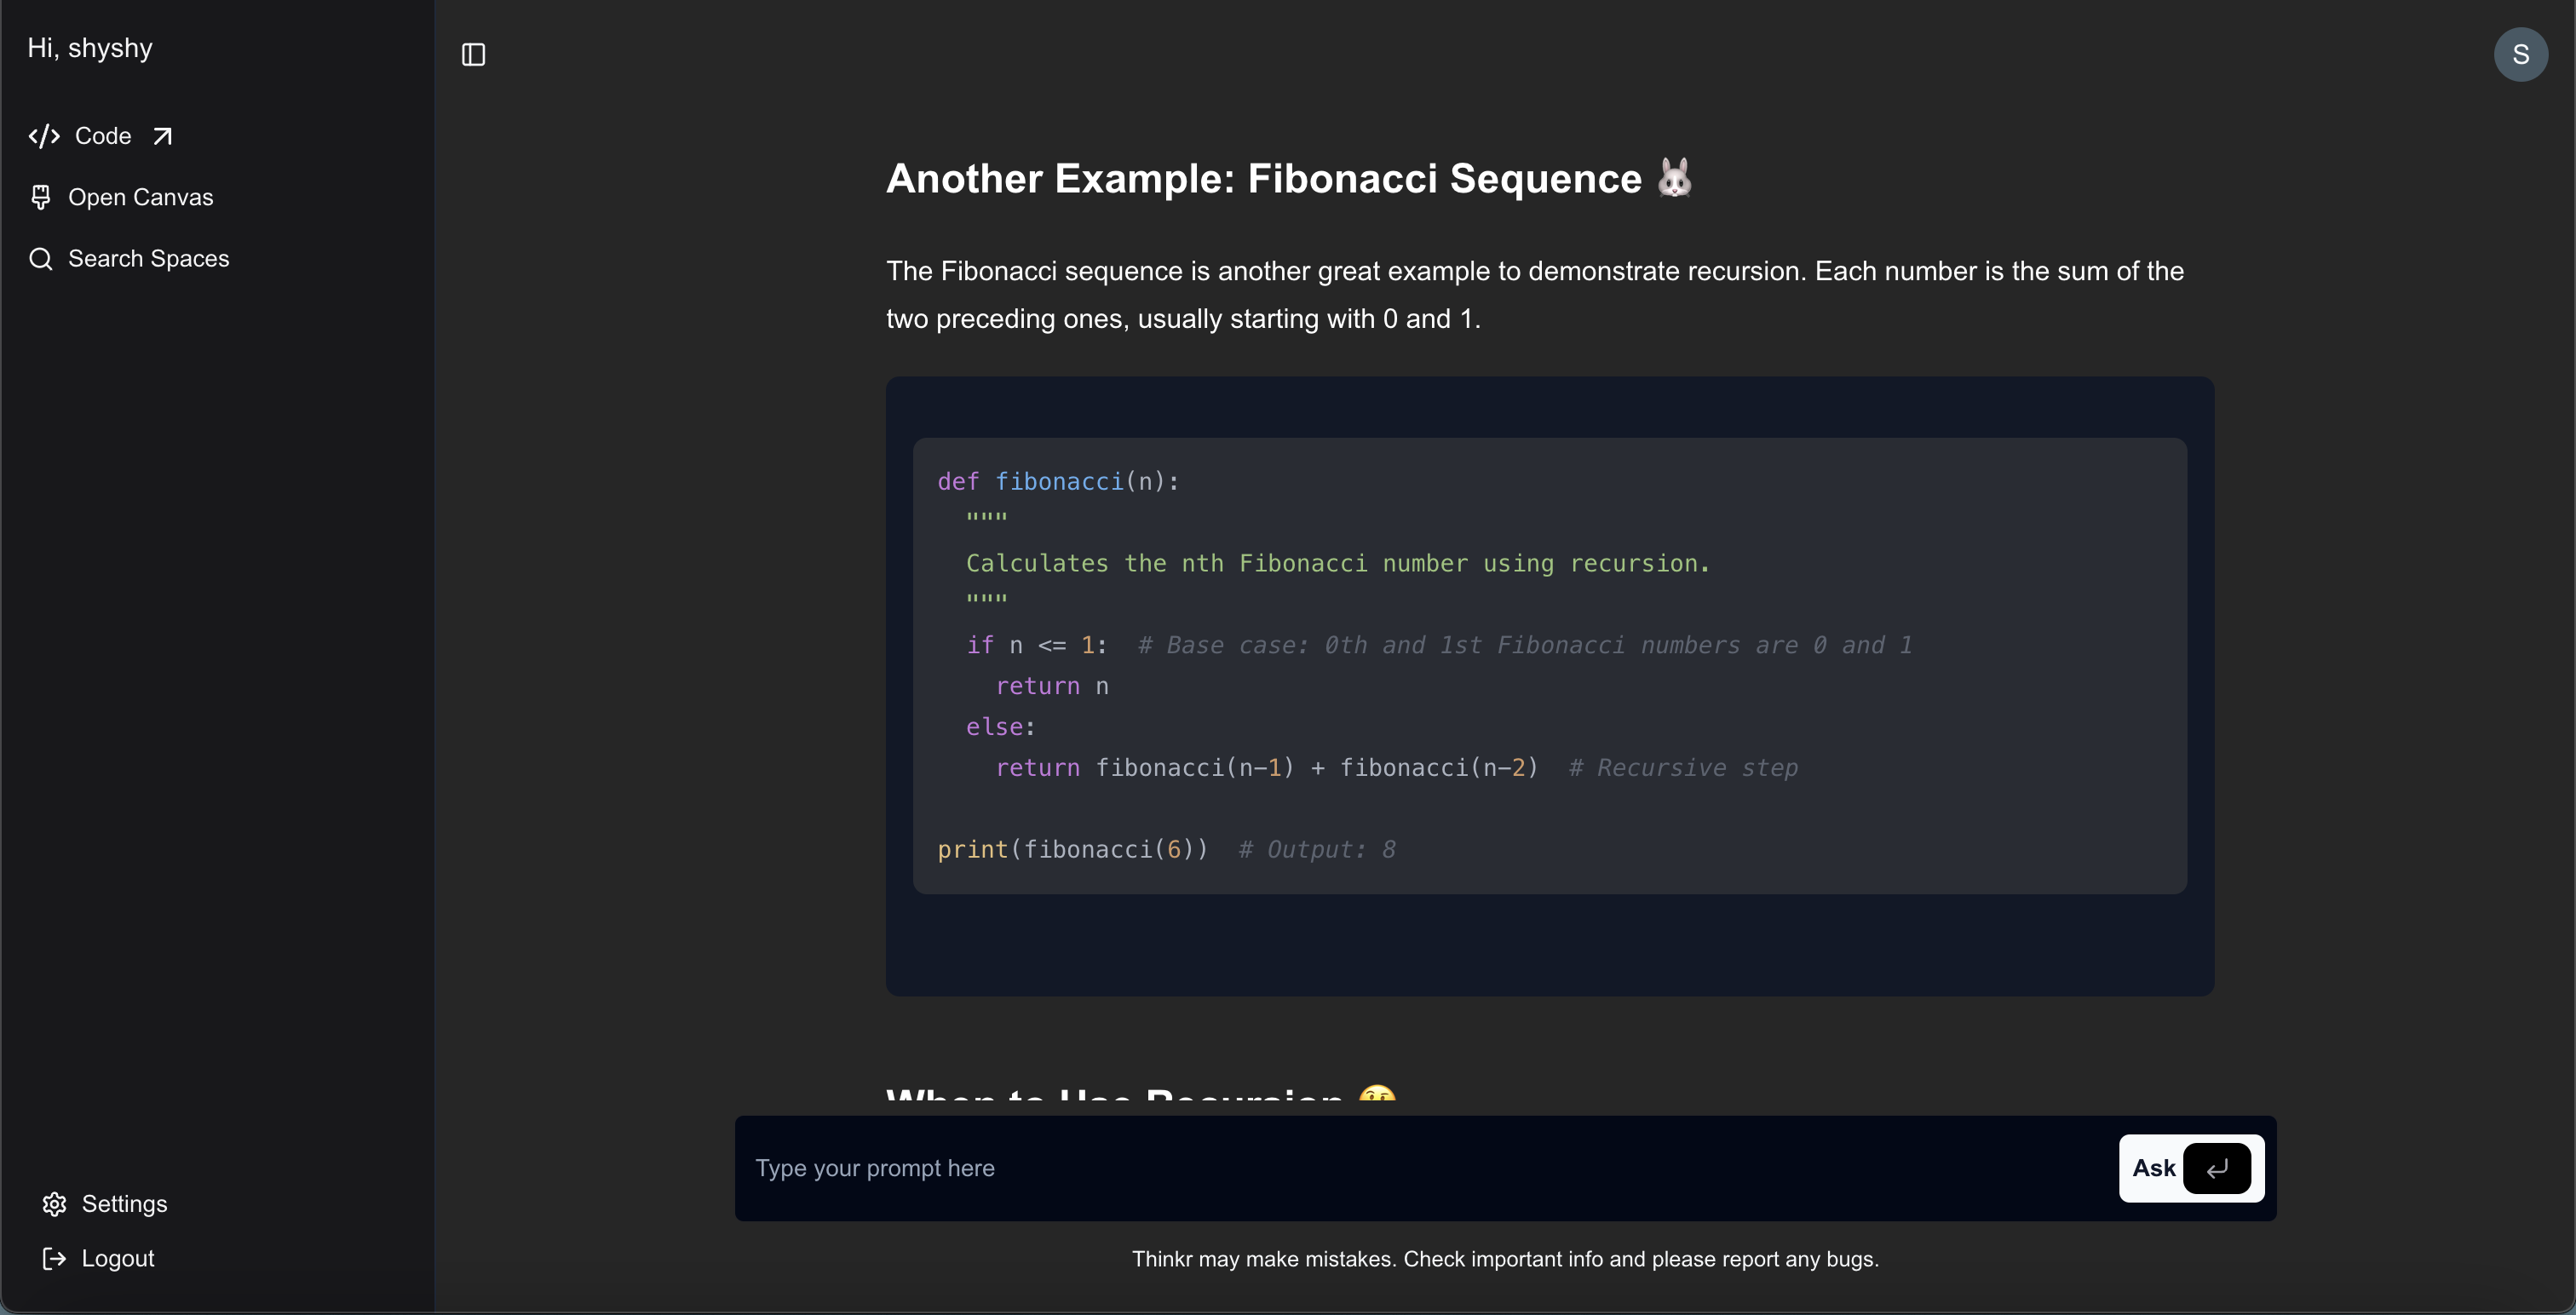 Hi, shyshy
Code
Open Canvas
Search Spaces
Settings
Logout
S
Another Example: Fibonacci Sequence 🐰
The Fibonacci sequence is another great example to demonstrate recursion. Each number is the sum of the
two preceding ones, usually starting with 0 and 1.
def fibonacci(n):
  """
  Calculates the nth Fibonacci number using recursion.
  """
  if n <= 1:  # Base case: 0th and 1st Fibonacci numbers are 0 and 1
    return n
  else:
    return fibonacci(n-1) + fibonacci(n-2)  # Recursive step
print(fibonacci(6))  # Output: 8
When to Use Recursion 🤔
Type your prompt here
Ask
Thinkr may make mistakes. Check important info and please report any bugs.